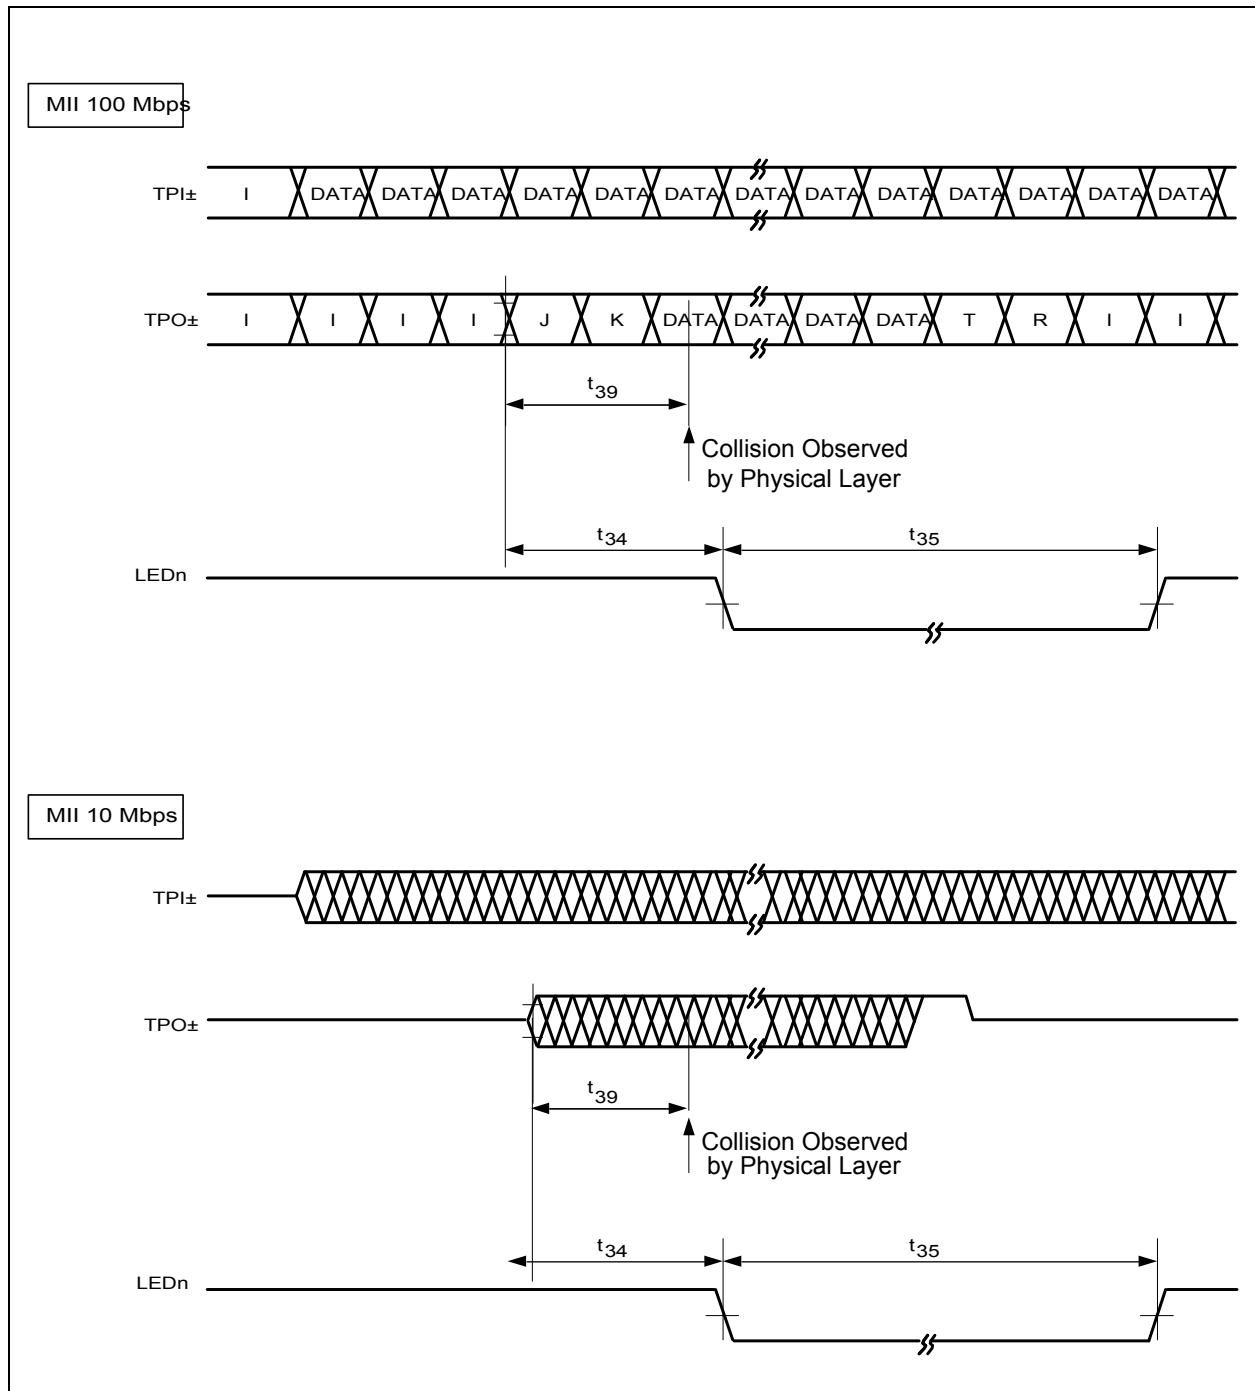 MII 100 Mbps
TPI± I DATA DATA DATA DATA DATA DATA DATA DATA DATA DATA DATA DATA DATA
TPO± I I I I J K DATA DATA DATA DATA T R I I
t39
Collision Observed
by Physical Layer
t34 t35
LEDn
MII 10 Mbps
TPI±
TPO±
t39
Collision Observed
by Physical Layer
t34 t35
LEDn